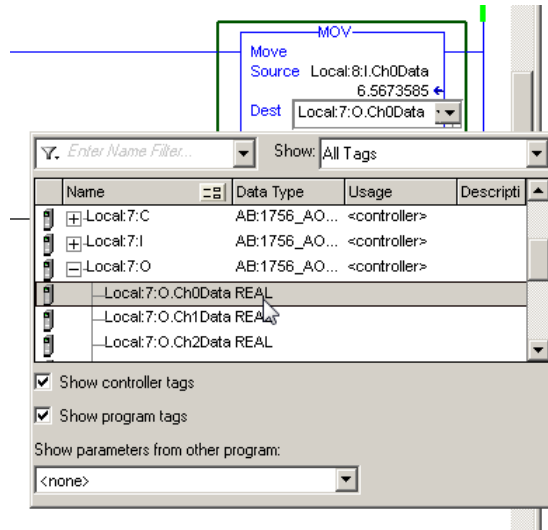 MOV
Move
Source Local:8:I.Ch0Data
6.5673585
Dest Local:7:O.Ch0Data
Enter Name Filter... Show: All Tags
Name Data Type Usage Descripti
Local:7:C AB:1756_AO... <controller>
Local:7:I AB:1756_AO... <controller>
Local:7:O AB:1756_AO... <controller>
Local:7:O.Ch0Data REAL
Local:7:O.Ch1Data REAL
Local:7:O.Ch2Data REAL
Show controller tags
Show program tags
Show parameters from other program:
<none>